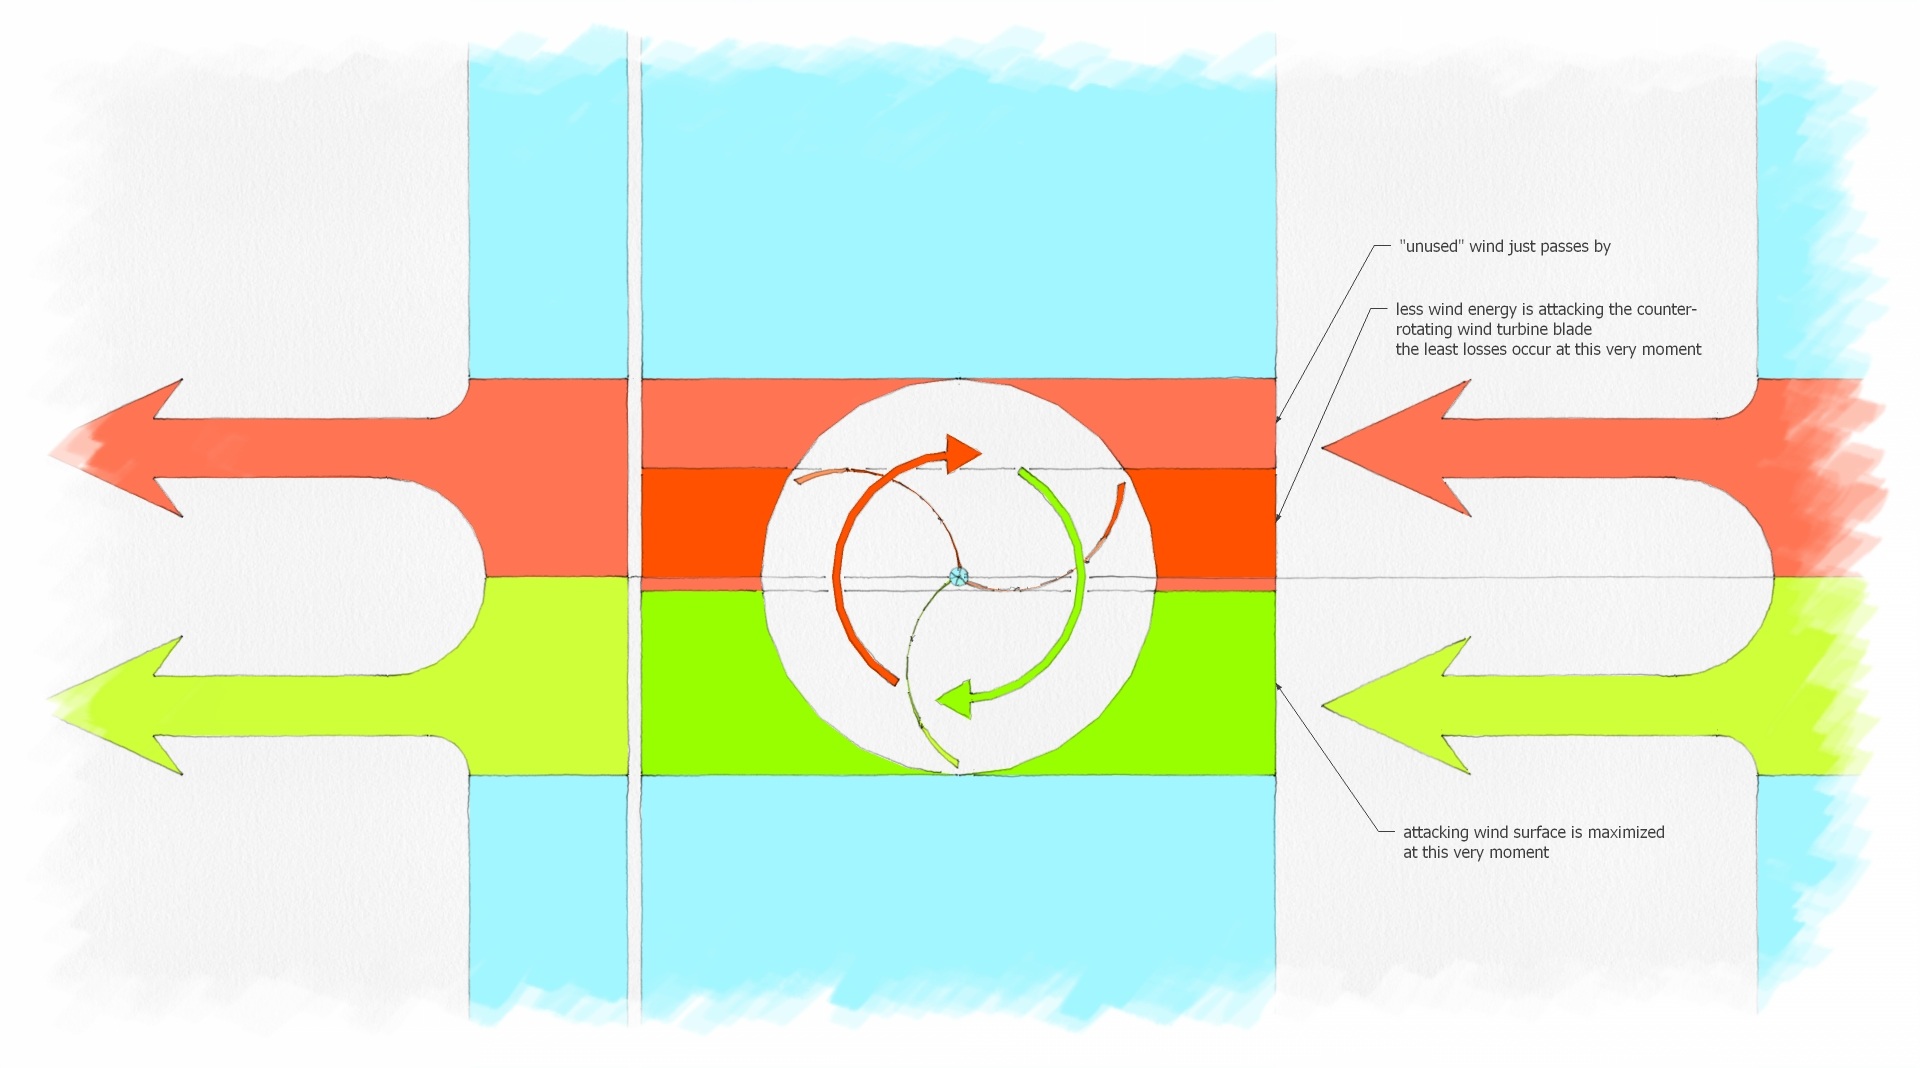 "unused" wind just passes by
less wind energy is attacking the counter-
rotating wind turbine blade
the least losses occur at this very moment
attacking wind surface is maximized
at this very moment